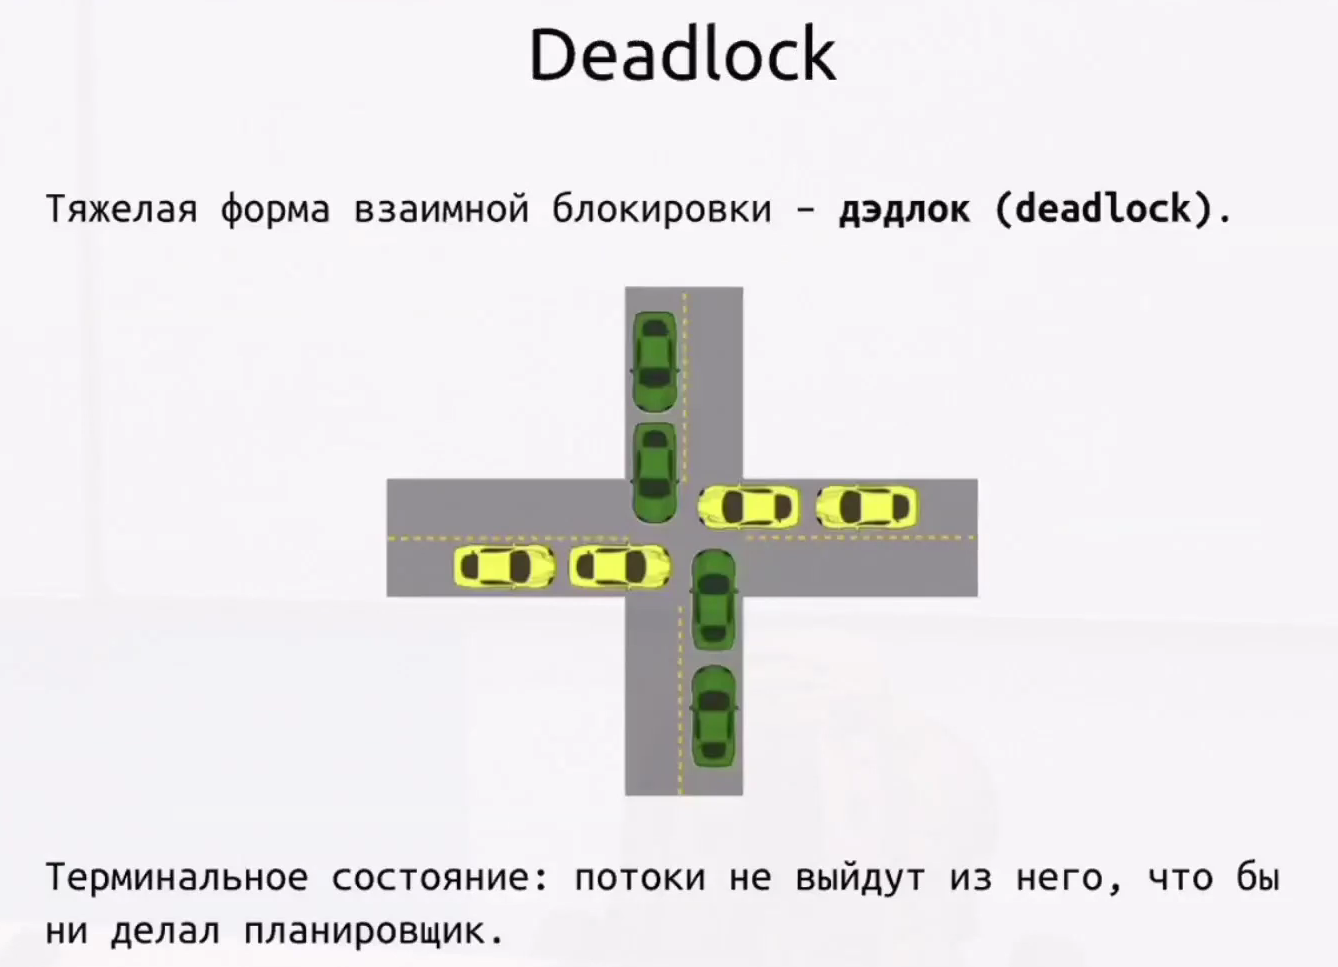 Deadlock
Тяжелая форма взаимной блокировки – дэдлок (deadlock).
Терминальное состояние: потоки не выйдут из него, что бы
ни делал планировщик.